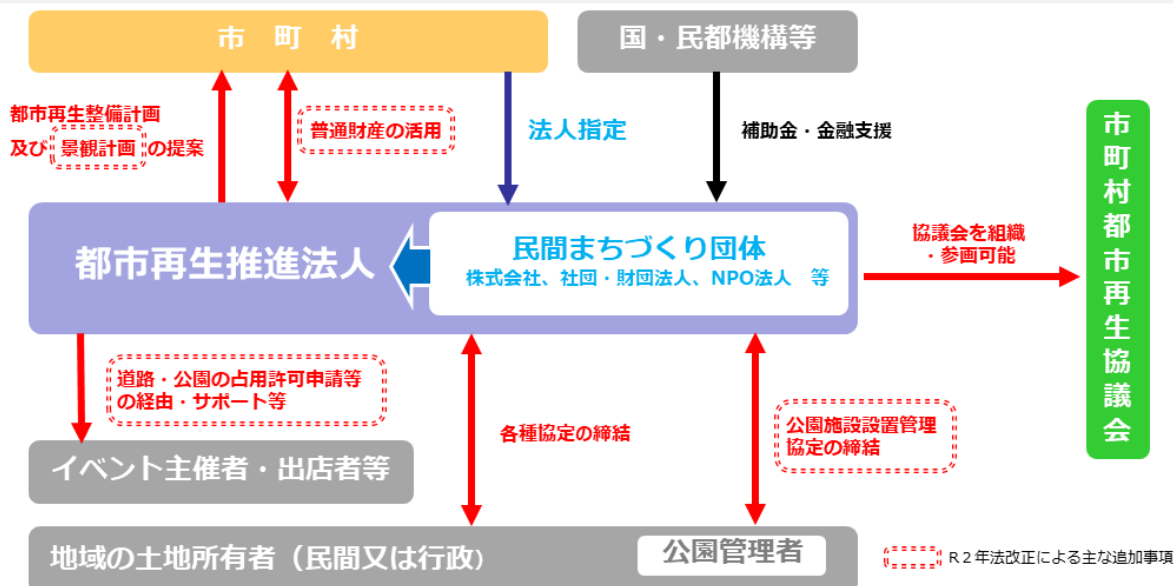 市 町 村
国・民都機構等
都市再生整備計画
及び 景観計画 の提案
普通財産の活用
法人指定
補助金・金融支援
都市再生推進法人
民間まちづくり団体
株式会社、社団・財団法人、NPO法人 等
協議会を組織
・参画可能
市町村都市再生協議会
道路・公園の占用許可申請等
の経由・サポート等
各種協定の締結
公園施設設置管理
協定の締結
イベント主催者・出店者等
地域の土地所有者（民間又は行政）
公園管理者
R２年法改正による主な追加事項